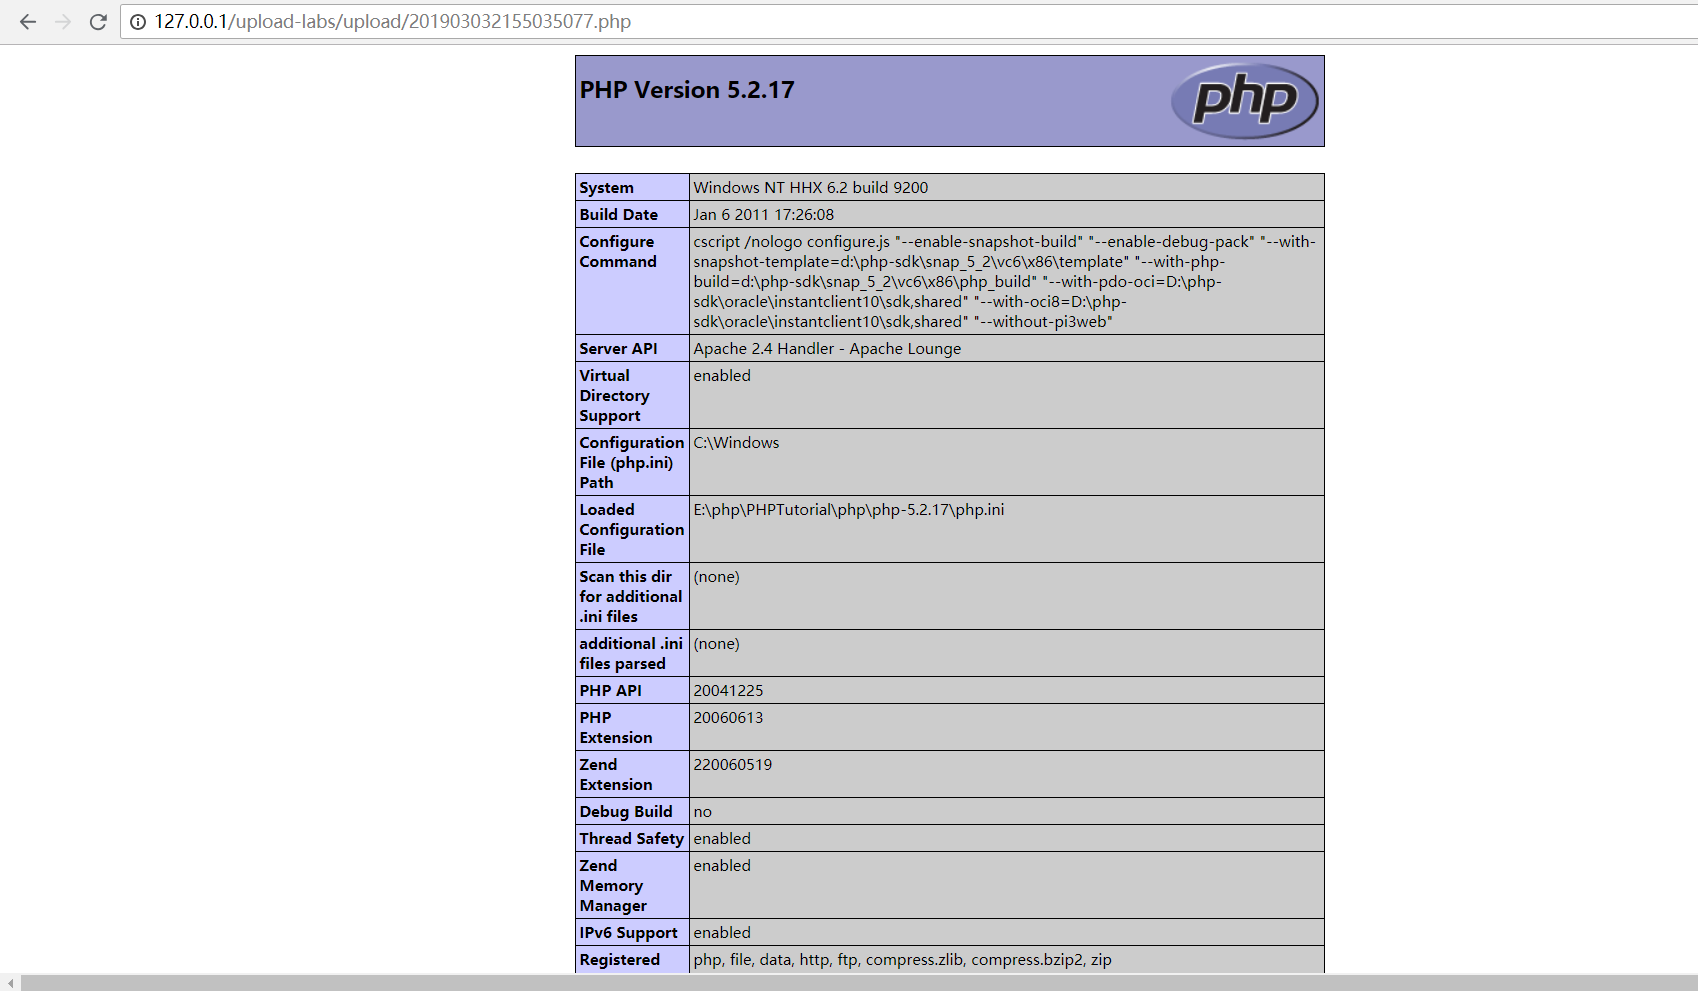 127.0.0.1/upload-labs/upload/201903032155035077.php
PHP Version 5.2.17
php
System
Windows NT HHX 6.2 build 9200
Build Date
Jan 6 2011 17:26:08
Configure
Command
cscript /nologo configure.js "--enable-snapshot-build" "--enable-debug-pack" "--with-
snapshot-template=d:\php-sdk\snap_5_2\vc6\x86\template" "--with-php-
build=d:\php-sdk\snap_5_2\vc6\x86\php_build" "--with-pdo-oci=D:\php-
sdk\oracle\instantclient10\sdk,shared" "--with-oci8=D:\php-
sdk\oracle\instantclient10\sdk,shared" "--without-pi3web"
Server API
Apache 2.4 Handler - Apache Lounge
Virtual
Directory
Support
enabled
Configuration
File (php.ini)
Path
C:\Windows
Loaded
Configuration
File
E:\php\PHPTutorial\php\php-5.2.17\php.ini
Scan this dir
for additional
.ini files
(none)
additional .ini
files parsed
(none)
PHP API
20041225
PHP
Extension
20060613
Zend
Extension
220060519
Debug Build
no
Thread Safety
enabled
Zend
Memory
Manager
enabled
IPv6 Support
enabled
Registered
php, file, data, http, ftp, compress.zlib, compress.bzip2, zip